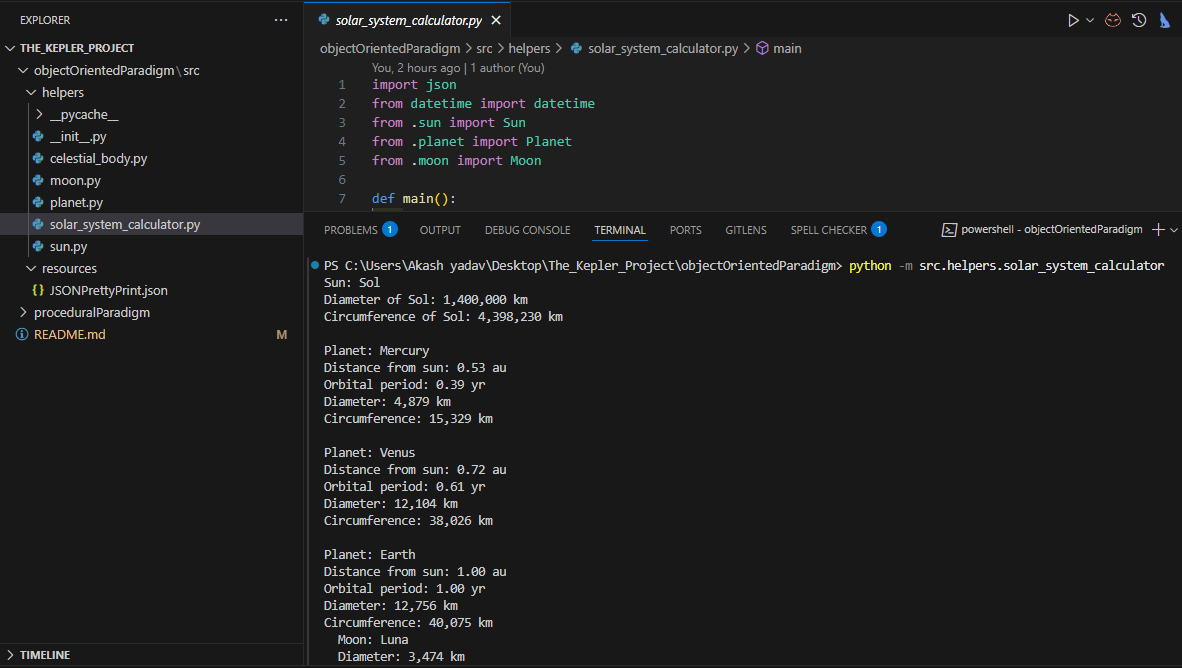 EXPLORER
THE_KEPLER_PROJECT
objectOrientedParadigm\src
helpers
__pycache__
__init__.py
celestial_body.py
moon.py
planet.py
solar_system_calculator.py
sun.py
resources
{} JSONPrettyPrint.json
proceduralParadigm
README.md M
TIMELINE
solar_system_calculator.py
objectOrientedParadigm > src > helpers > solar_system_calculator.py > main
You, 2 hours ago | 1 author (You)
1 import json
2 from datetime import datetime
3 from .sun import Sun
4 from .planet import Planet
5 from .moon import Moon
6
7 def main():
PROBLEMS 1 OUTPUT DEBUG CONSOLE TERMINAL PORTS GITLENS SPELL CHECKER 1 powershell - objectOrientedParadigm
PS C:\Users\Akash yadav\Desktop\The_Kepler_Project\objectOrientedParadigm> python -m src.helpers.solar_system_calculator
Sun: Sol
Diameter of Sol: 1,400,000 km
Circumference of Sol: 4,398,230 km
Planet: Mercury
Distance from sun: 0.53 au
Orbital period: 0.39 yr
Diameter: 4,879 km
Circumference: 15,329 km
Planet: Venus
Distance from sun: 0.72 au
Orbital period: 0.61 yr
Diameter: 12,104 km
Circumference: 38,026 km
Planet: Earth
Distance from sun: 1.00 au
Orbital period: 1.00 yr
Diameter: 12,756 km
Circumference: 40,075 km
Moon: Luna
Diameter: 3,474 km